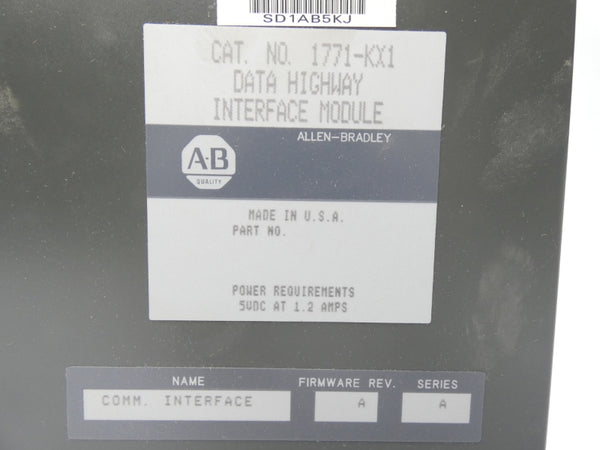 SD1AB5KJ
CAT. NO. 1771-KX1
DATA HIGHWAY
INTERFACE MODULE
ALLEN-BRADLEY
A-B
QUALITY
MADE IN U.S.A.
PART NO.
POWER REQUIREMENTS
5VDC AT 1.2 AMPS
NAME FIRMWARE REV. SERIES
COMM. INTERFACE A A